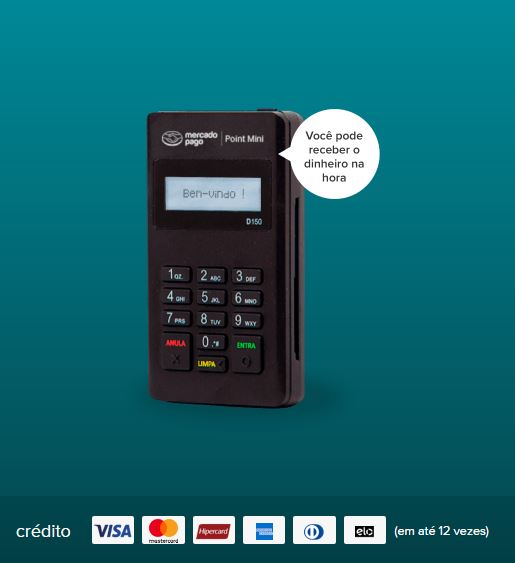 mercado
pago
Point Mini
Você pode
receber o
dinheiro na
hora
Ben-vindo !
D150
1 QZ. 2 ABC 3 DEF
4 GHI 5 JKL 6 MNO
7 PRS 8 TUV 9 WXY
ANULA 0 .*# ENTRA
X LIMPA < O
crédito VISA mastercard Hipercard elo (em até 12 vezes)